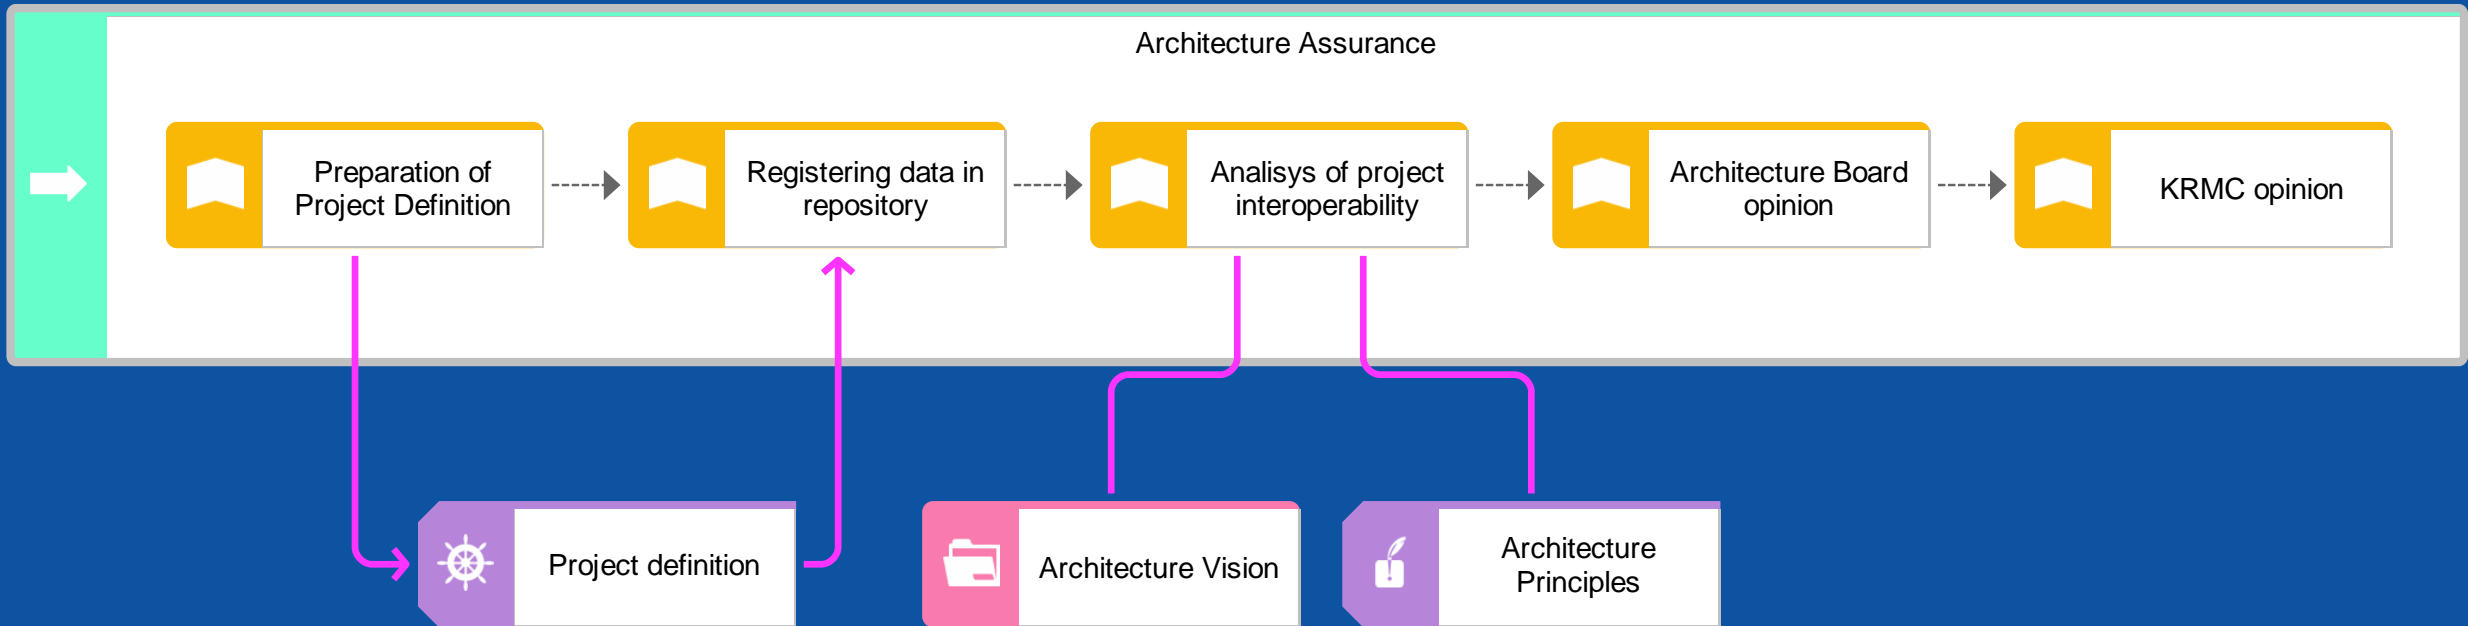 Architecture Assurance
Preparation of
Project Definition
Registering data in
repository
Analisys of project
interoperability
Architecture Board
opinion
KRMC opinion
Project definition
Architecture Vision
Architecture
Principles